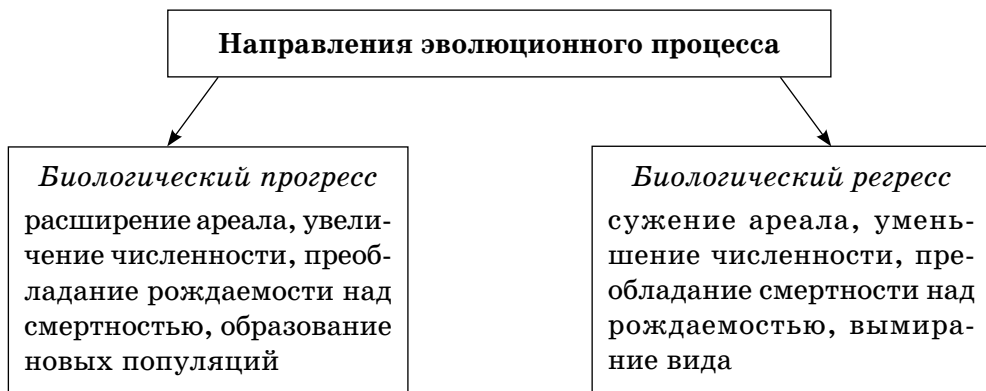 Направления эволюционного процесса
Биологический прогресс
расширение ареала, увели-
чение численности, преоб-
ладание рождаемости над
смертностью, образование
новых популяций
Биологический регресс
сужение ареала, умень-
шение численности, пре-
обладание смертности над
рождаемостью, вымира-
ние вида